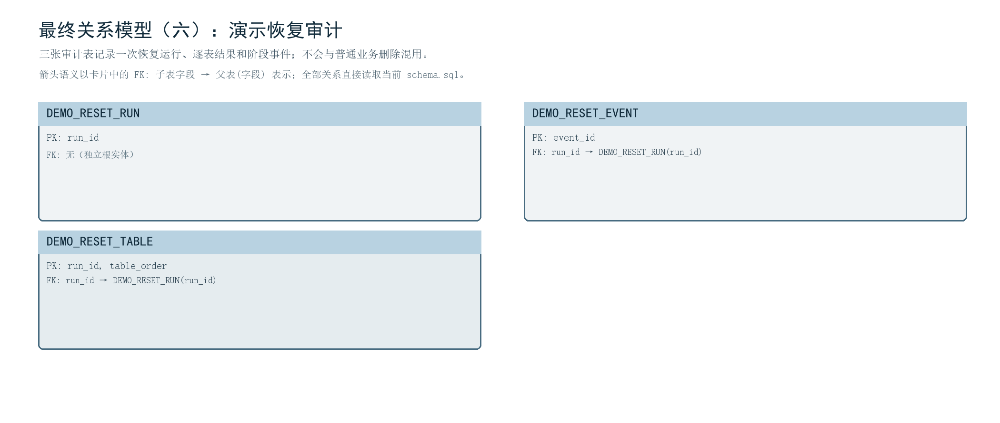 最终关系模型（六）：演示恢复审计
三张审计表记录一次恢复运行、逐表结果和阶段事件；不会与普通业务删除混用。
箭头语义以卡片中的 FK: 子表字段 → 父表(字段) 表示；全部关系直接读取当前 schema.sql。
DEMO_RESET_RUN
PK: run_id
FK: 无（独立根实体）
DEMO_RESET_EVENT
PK: event_id
FK: run_id → DEMO_RESET_RUN(run_id)
DEMO_RESET_TABLE
PK: run_id, table_order
FK: run_id → DEMO_RESET_RUN(run_id)